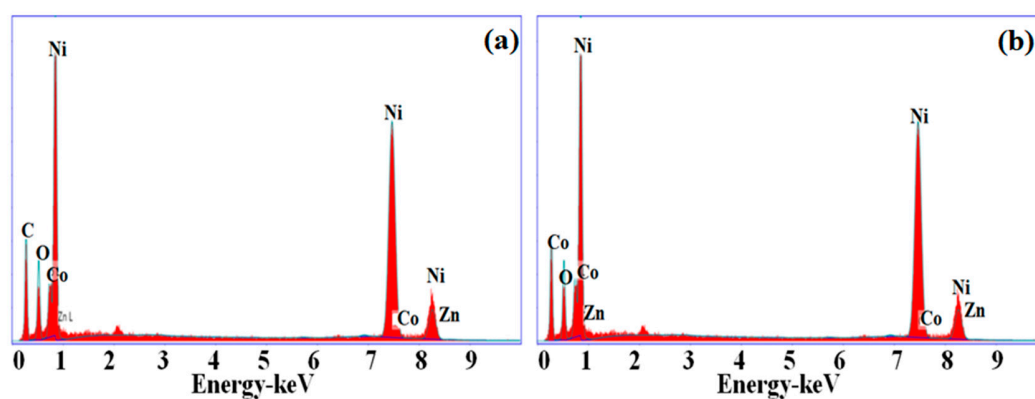 (a)
Ni
Ni
C
O
Co
Ni
Zn L
Co
Zn
0 1 2 3 4 5 6 7 8 9
Energy-keV
(b)
Ni
Ni
Co
O
Co
Ni
Zn
Co
Zn
0 1 2 3 4 5 6 7 8 9
Energy-keV